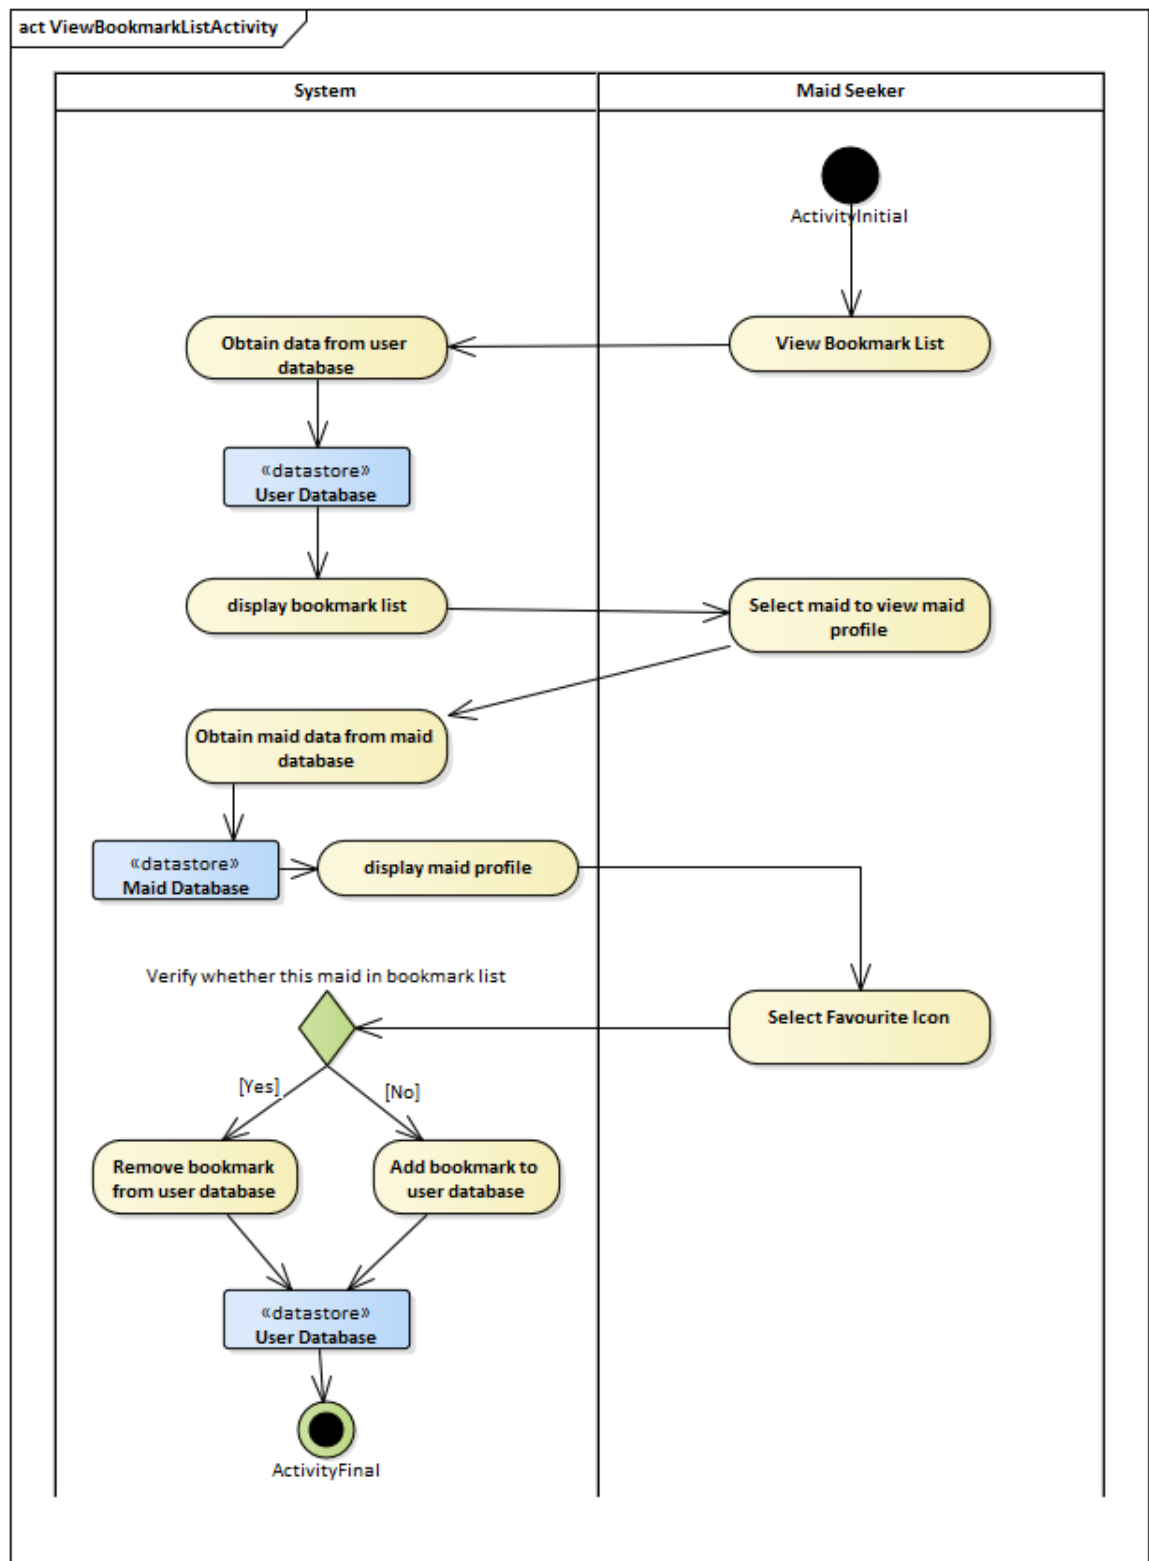 act ViewBookmarkListActivity
System
Maid Seeker
ActivityInitial
Obtain data from user
database
View Bookmark List
«datastore»
User Database
display bookmark list
Select maid to view maid
profile
Obtain maid data from maid
database
«datastore»
Maid Database
display maid profile
Verify whether this maid in bookmark list
Select Favourite Icon
[Yes]
[No]
Remove bookmark
from user database
Add bookmark to
user database
«datastore»
User Database
ActivityFinal